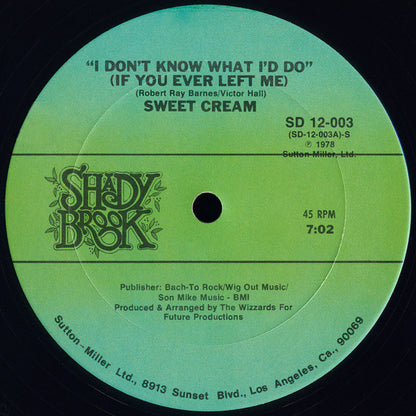 "I DON'T KNOW WHAT I'D DO"
(IF YOU EVER LEFT ME)
(Robert Ray Barnes/Victor Hall)
SWEET CREAM
SD 12-003
(SD-12-003A)-S
Ⓟ 1978
Sutton-Miller, Ltd.
SHADY
BROOK
45 RPM
7:02
Publisher: Bach-To Rock/Wig Out Music/
Son Mike Music - BMI
Produced & Arranged by The Wizzards For
Future Productions
Sutton-Miller Ltd., 8913 Sunset Blvd., Los Angeles, Ca., 90069